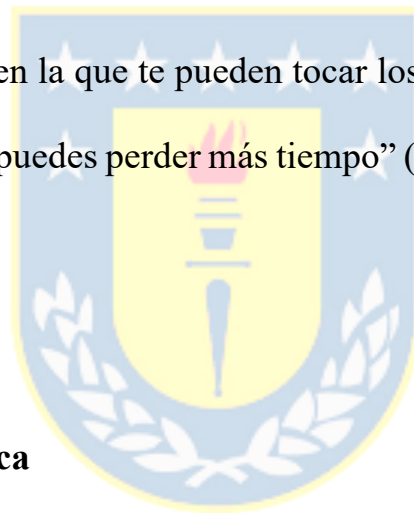 en la que te pueden tocar los
puedes perder más tiempo” (
ca